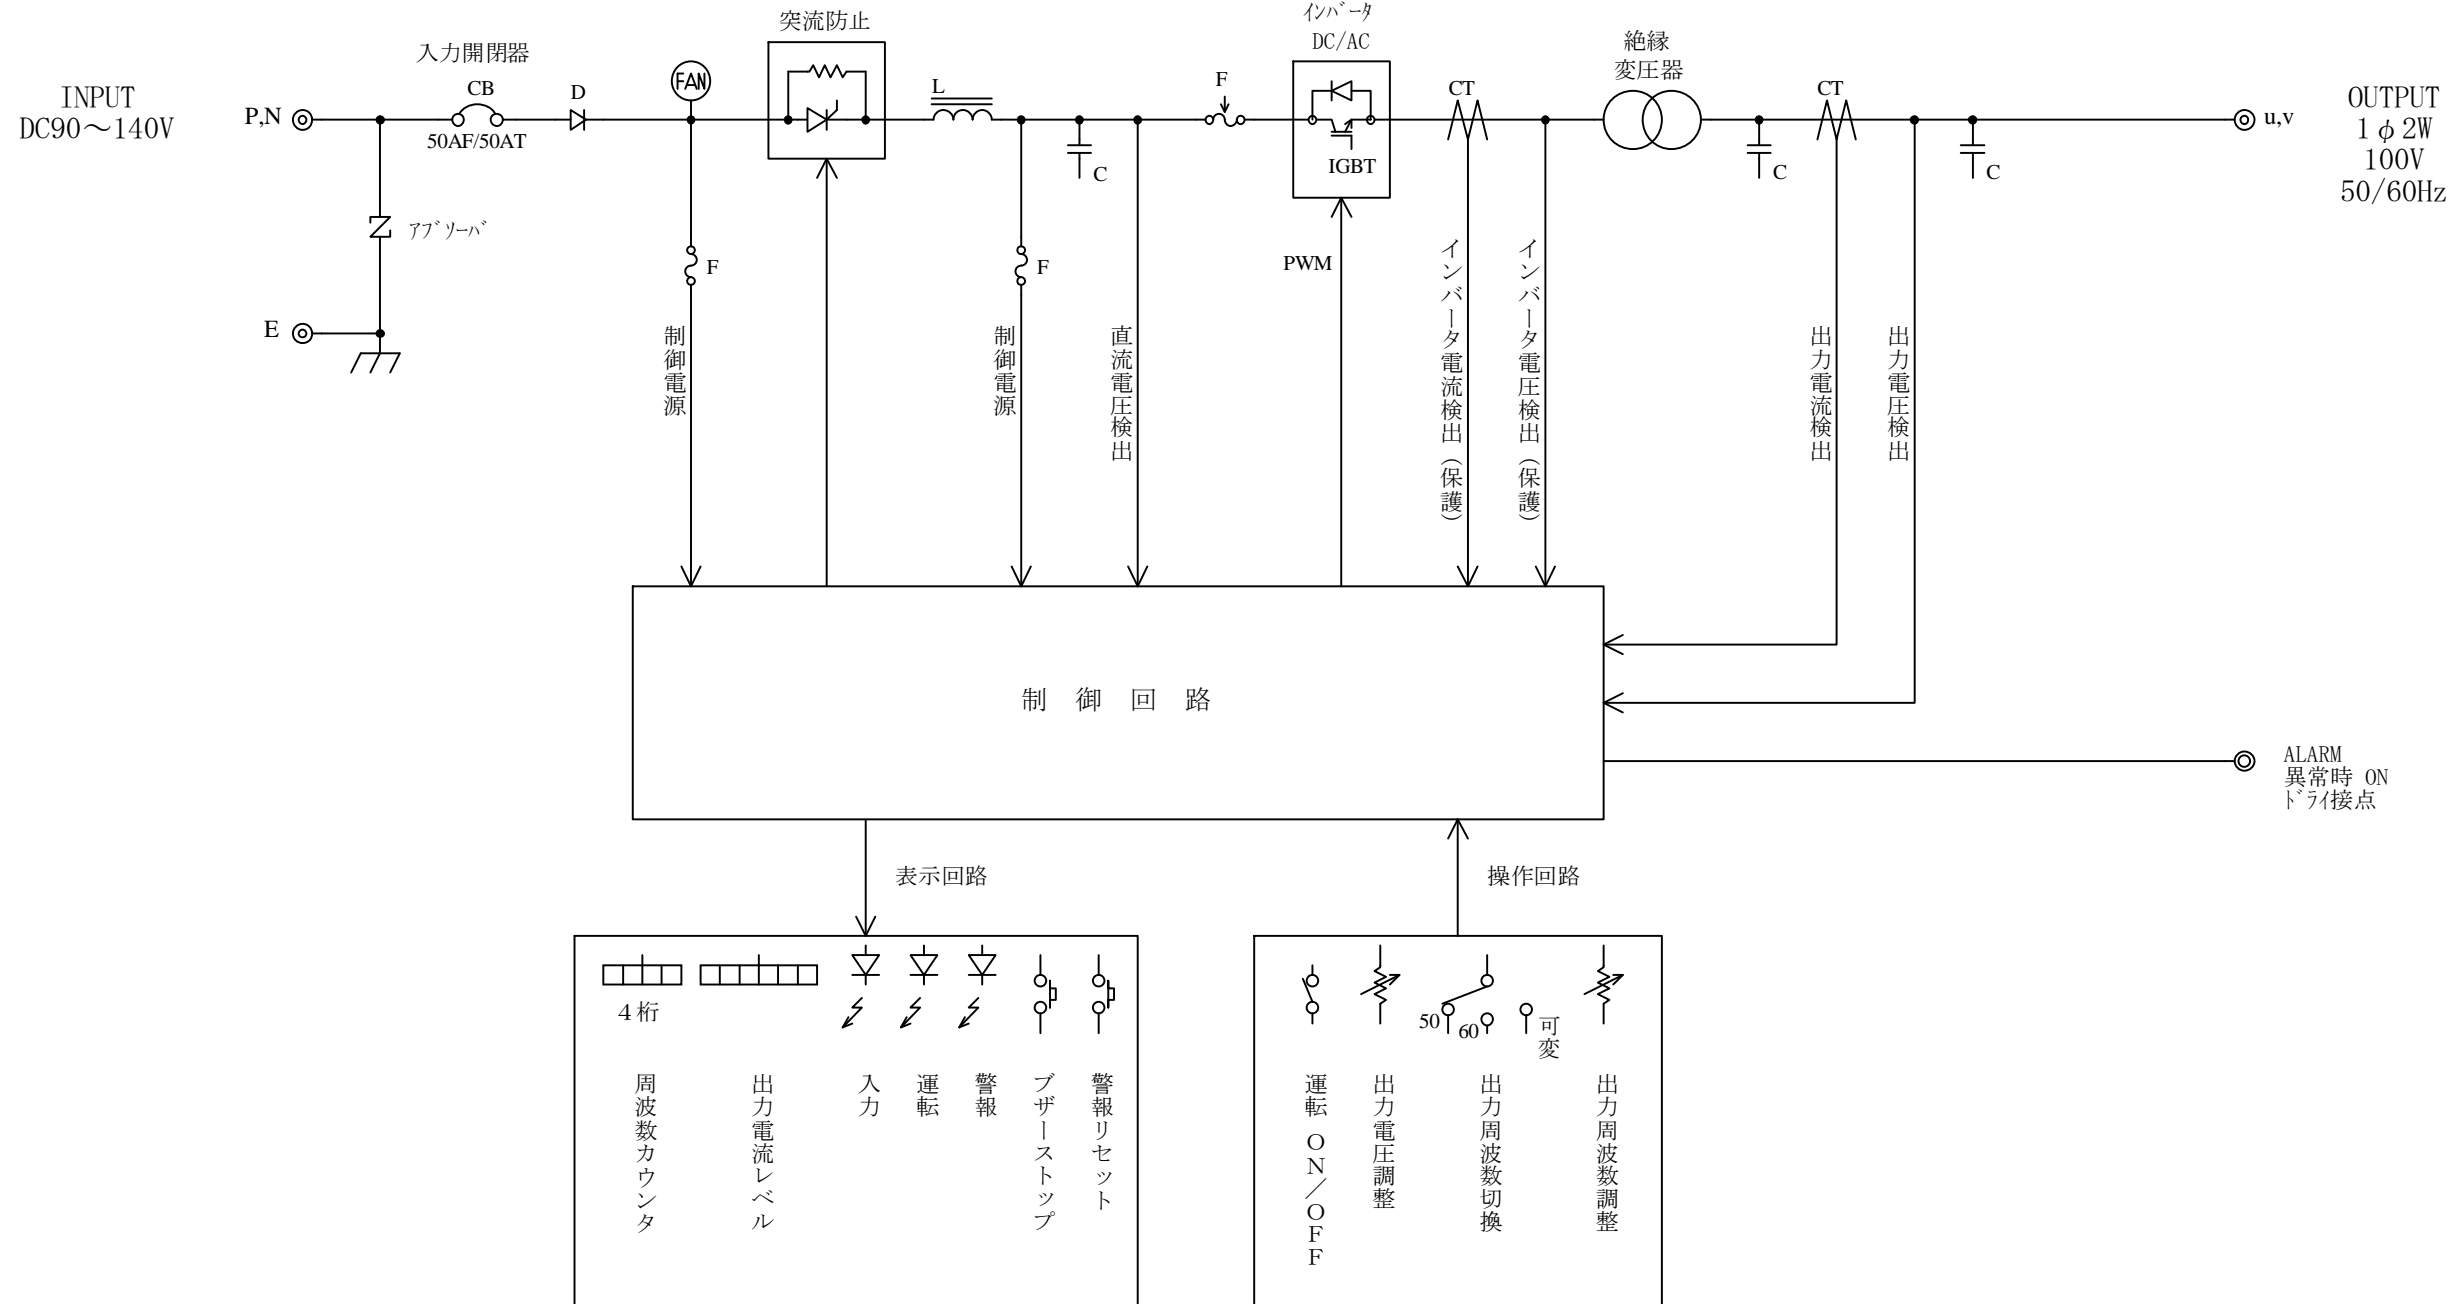 INPUT
DC90～140V
P,N
E
入力開閉器
CB
50AF/50AT
D
ｱﾌﾞｿｰﾊﾞ
FAN
F
制御電源
突流防止
L
F
制御電源
C
直流電圧検出
F
ｲﾝﾊﾞｰﾀ
DC/AC
IGBT
PWM
CT
インバータ電流検出（保護）
インバータ電圧検出（保護）
絶縁
変圧器
C
CT
出力電流検出
出力電圧検出
C
u,v
OUTPUT
1φ2W
100V
50/60Hz
制御回路
ALARM
異常時 ON
ﾄﾞﾗｲ接点
表示回路
操作回路
４桁
周波数カウンタ
出力電流レベル
入力
運転
警報
ブザーストップ
警報リセット
運転 ＯＮ／ＯＦＦ
出力電圧調整
50
60
可変
出力周波数切換
出力周波数調整